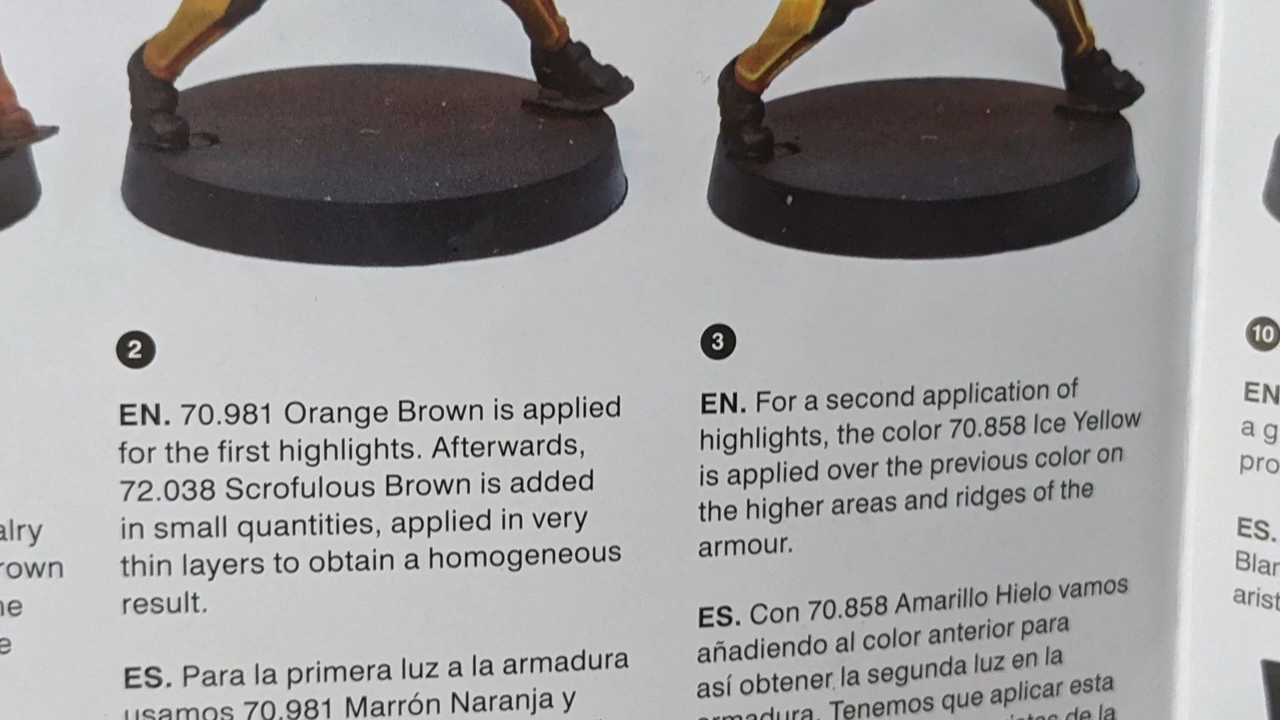 2
EN. 70.981 Orange Brown is applied
for the first highlights. Afterwards,
72.038 Scrofulous Brown is added
in small quantities, applied in very
thin layers to obtain a homogeneous
result.
ES. Para la primera luz a la armadura
usamos 70.981 Marrón Naranja y
3
EN. For a second application of
highlights, the color 70.858 Ice Yellow
is applied over the previous color on
the higher areas and ridges of the
armour.
ES. Con 70.858 Amarillo Hielo vamos
añadiendo al color anterior para
así obtener la segunda luz en la
armadura. Tenemos que aplicar esta
de la
10
EN
a g
ES.